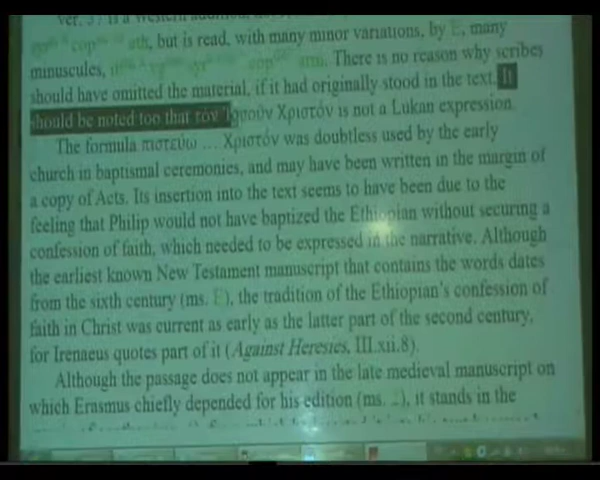 ver. 37 is a western
cop eth, but is read, with many minor variations, by E, many
minuscules, cop arm. There is no reason why scribes
should have omitted the material, if it had originally stood in the text. It
should be noted too that τὸν Ἰησοῦν Χριστόν is not a Lukan expression.
The formula πιστεύω ... Χριστόν was doubtless used by the early
church in baptismal ceremonies, and may have been written in the margin of
a copy of Acts. Its insertion into the text seems to have been due to the
feeling that Philip would not have baptized the Ethiopian without securing a
confession of faith, which needed to be expressed in the narrative. Although
the earliest known New Testament manuscript that contains the words dates
from the sixth century (ms. E), the tradition of the Ethiopian's confession of
faith in Christ was current as early as the latter part of the second century,
for Irenaeus quotes part of it (Against Heresies, III.xii.8).
Although the passage does not appear in the late medieval manuscript on
which Erasmus chiefly depended for his edition (ms. 2), it stands in the